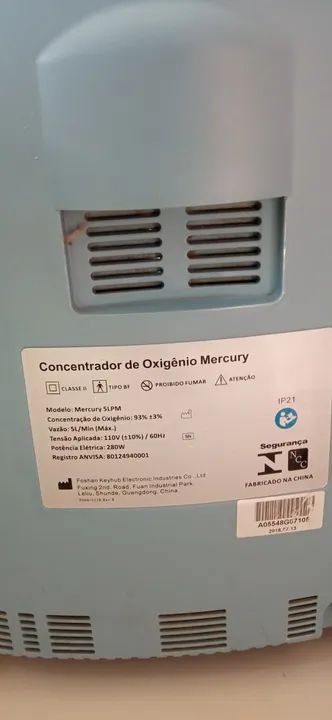 Concentrador de Oxigênio Mercury
CLASSE II TIPO BF PROIBIDO FUMAR ATENÇÃO
Modelo: Mercury 5LPM
Concentração de Oxigênio: 93% ±3%
Vazão: 5L/Min (Máx.)
Tensão Aplicada: 110V (±10%) / 60Hz
SN
Potência Elétrica: 280W
Registro ANVISA: 80124940001
Foshan Keyhub Electronic Industries Co ., Ltd
Fuxing 2nd. Road, Fuan Industrial Park,
Leliu, Shunde, Guangdong, China
IP21
Segurança
NCC
FABRICADO NA CHINA